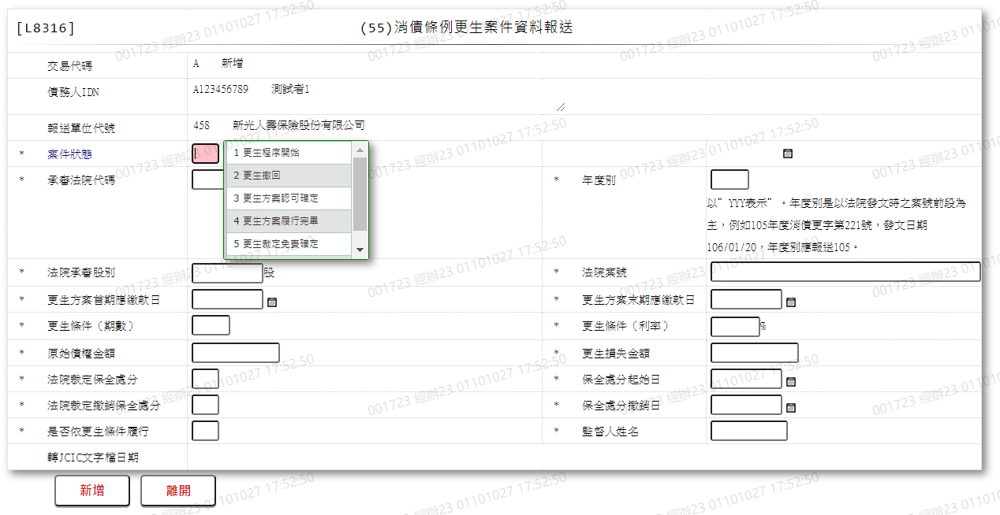 [L8316]
(55)消債條例更生案件資料報送
交易代碼 A 新增
債務人IDN A123456789 測試者1
報送單位代號 458 新光人壽保險股份有限公司
* 案件狀態
1 更生程序開始
2 更生撤回
3 更生方案認可確定
4 更生方案履行完畢
5 更生裁定免責確定
* 承審法院代碼
* 年度別
以”YYY表示”。年度別是以法院發文時之案號前段為
主，例如105年度消債更字第221號，發文日期
106/01/20，年度別應報送105。
* 法院承審股別 股 * 法院案號
* 更生方案首期應繳款日 * 更生方案末期應繳款日
* 更生條件（期數） * 更生條件（利率） %
* 原始債權金額 * 更生損失金額
* 法院裁定保全處分 * 保全處分起始日
* 法院裁定撤銷保全處分 * 保全處分撤銷日
* 是否依更生條件履行 * 監督人姓名
轉JCIC文字檔日期
新增 離開
001723 經辦23 01101027 17:52:50